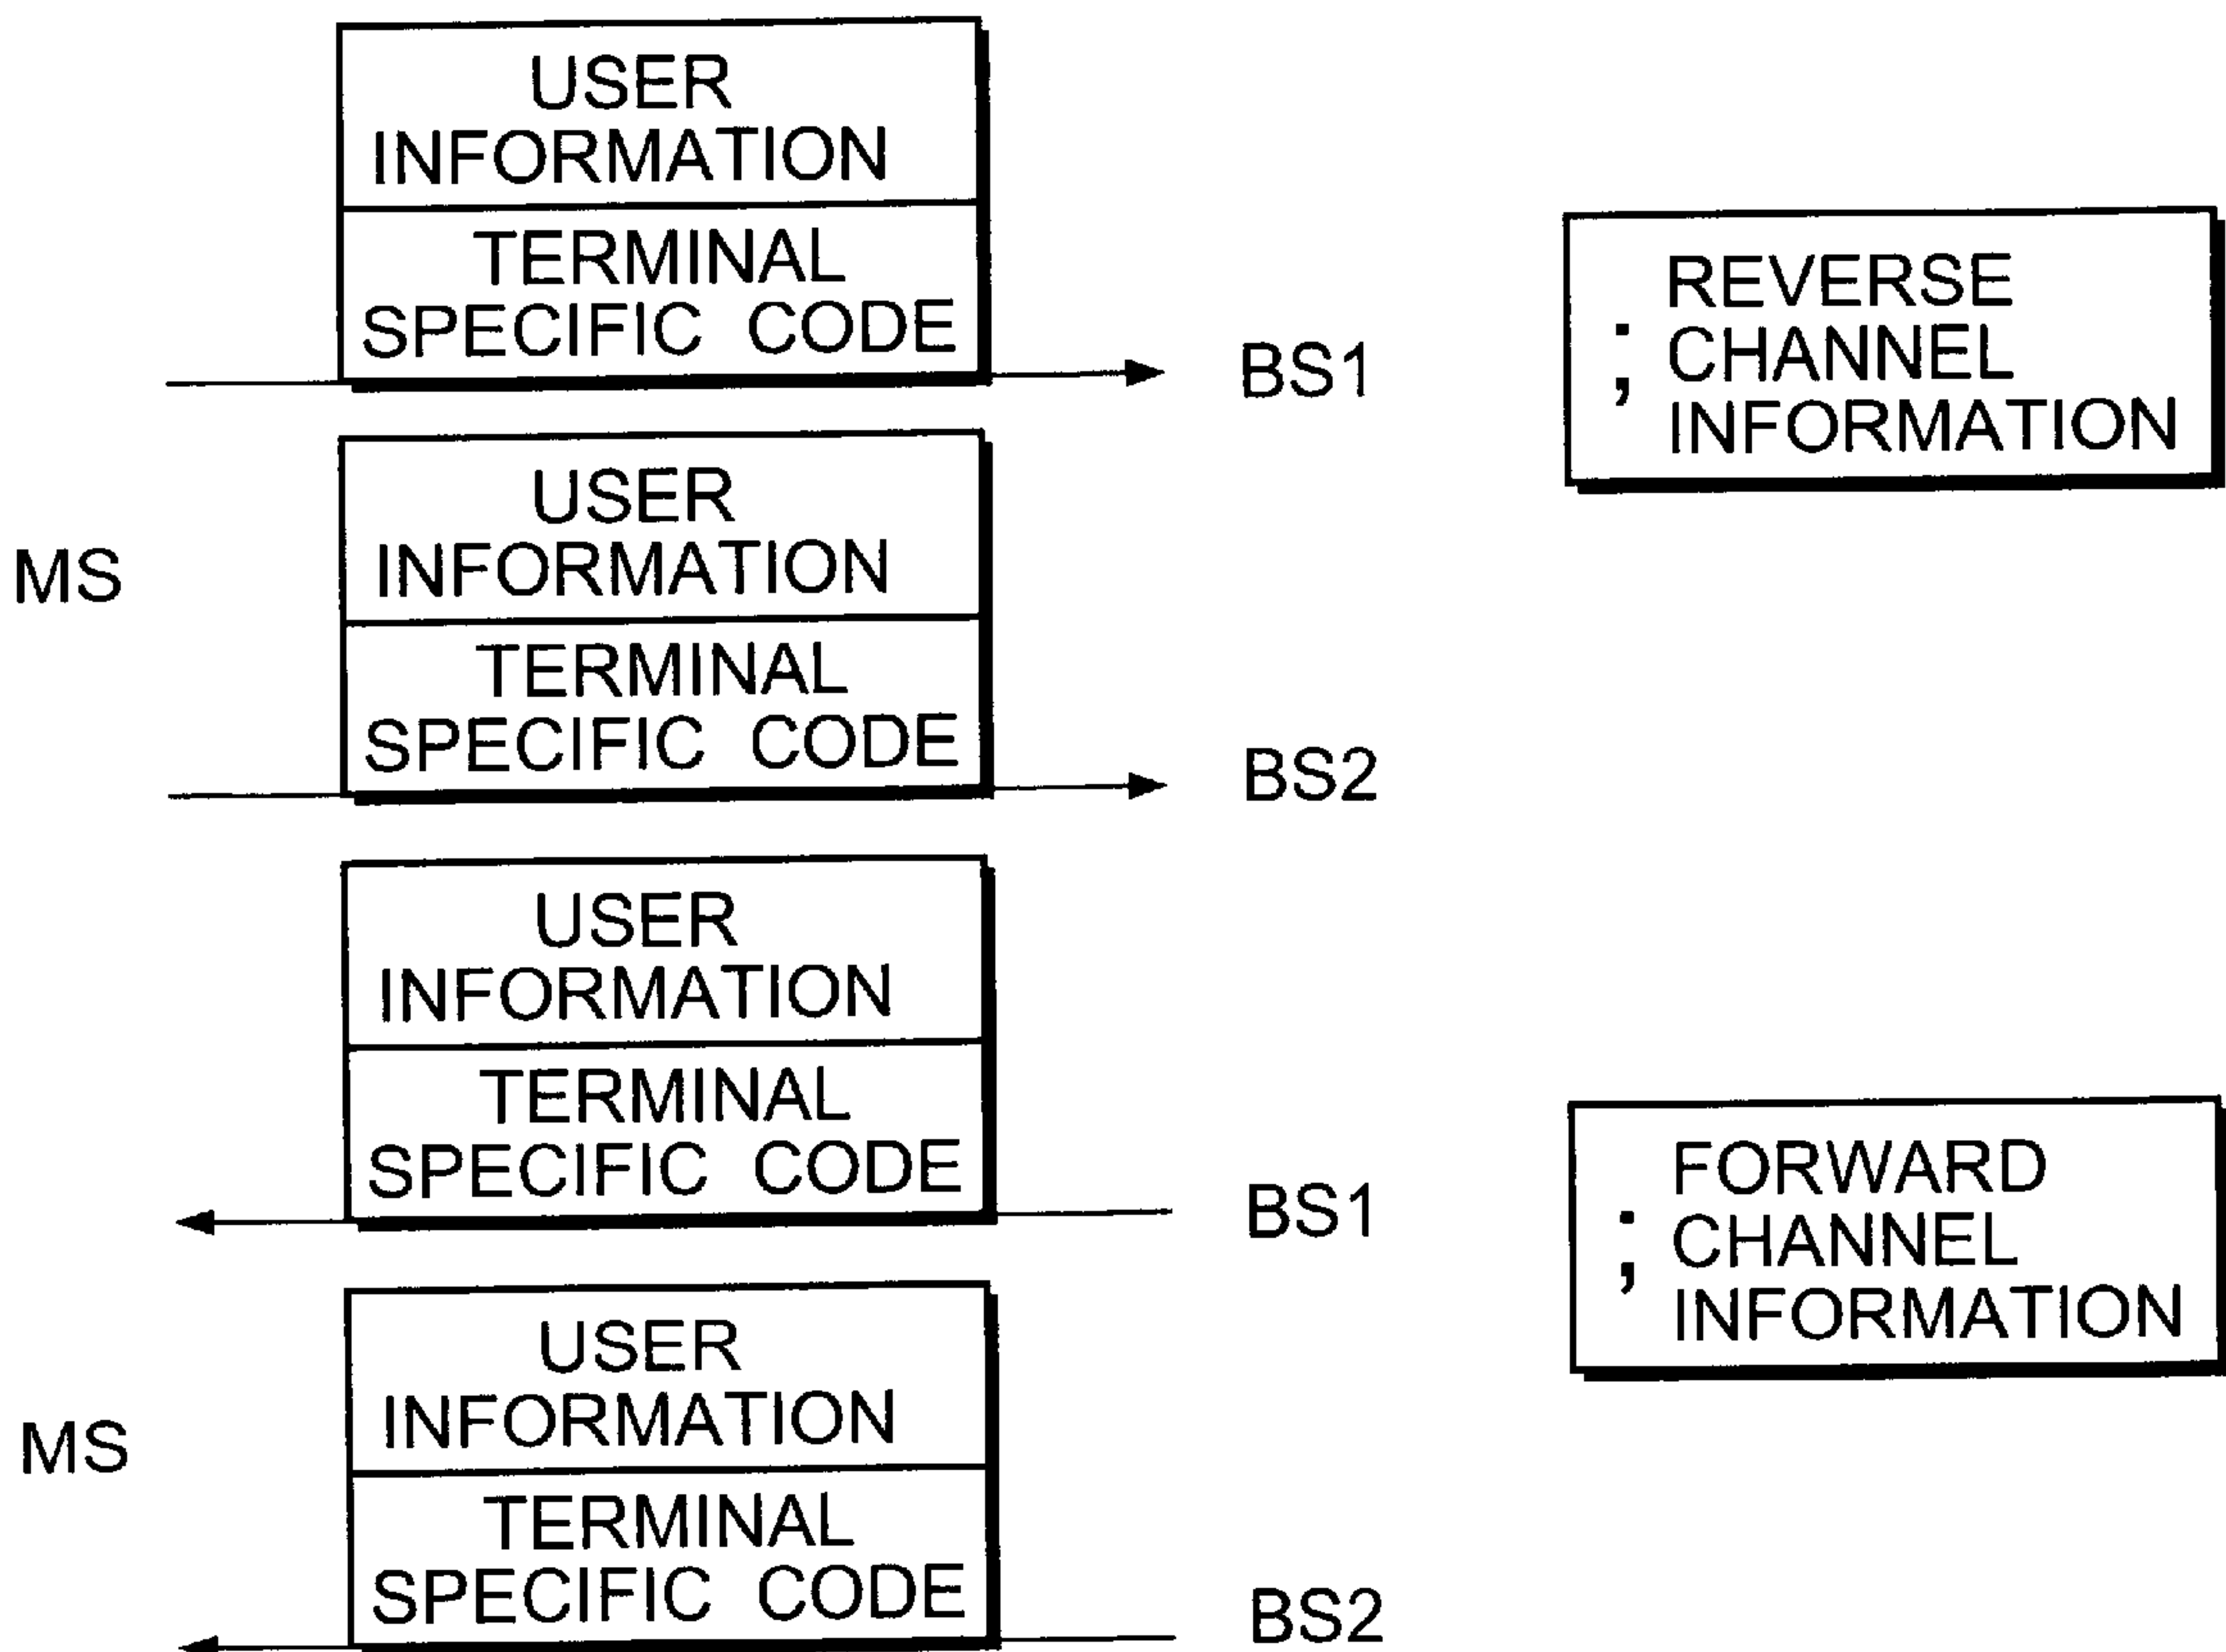 USER
INFORMATION
TERMINAL
SPECIFIC CODE
BS1
REVERSE
; CHANNEL
INFORMATION
MS
USER
INFORMATION
TERMINAL
SPECIFIC CODE
BS2
USER
INFORMATION
TERMINAL
SPECIFIC CODE
BS1
FORWARD
; CHANNEL
INFORMATION
MS
USER
INFORMATION
TERMINAL
SPECIFIC CODE
BS2